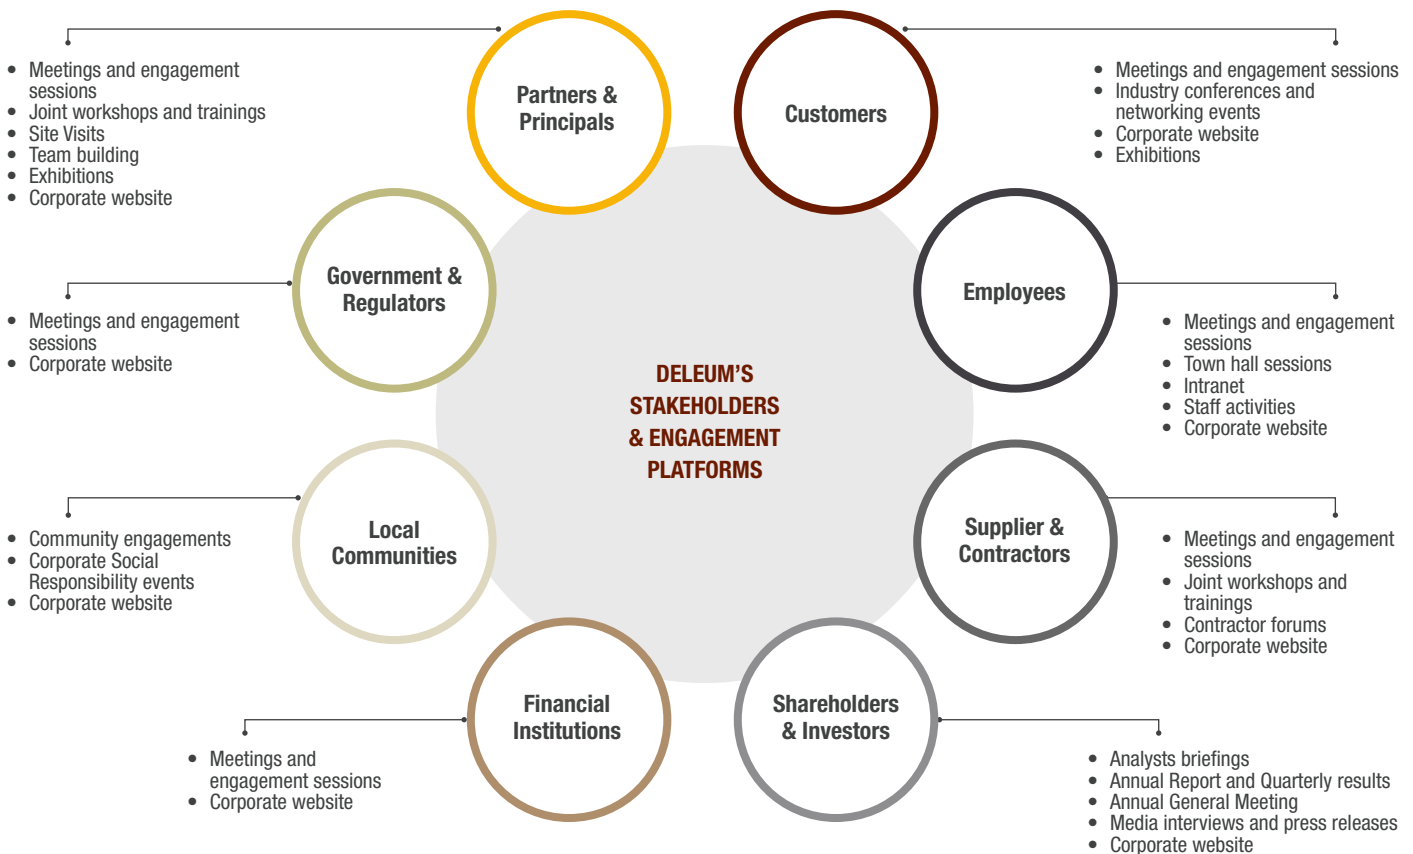 Partners &
Principals
• Meetings and engagement
sessions
• Joint workshops and trainings
• Site Visits
• Team building
• Exhibitions
• Corporate website
Customers
• Meetings and engagement sessions
• Industry conferences and
networking events
• Corporate website
• Exhibitions
Government &
Regulators
• Meetings and engagement
sessions
• Corporate website
Employees
• Meetings and engagement
sessions
• Town hall sessions
• Intranet
• Staff activities
• Corporate website
DELEUM'S
STAKEHOLDERS
& ENGAGEMENT
PLATFORMS
Local
Communities
• Community engagements
• Corporate Social
Responsibility events
• Corporate website
Supplier &
Contractors
• Meetings and engagement
sessions
• Joint workshops and
trainings
• Contractor forums
• Corporate website
Financial
Institutions
• Meetings and
engagement sessions
• Corporate website
Shareholders
& Investors
• Analysts briefings
• Annual Report and Quarterly results
• Annual General Meeting
• Media interviews and press releases
• Corporate website